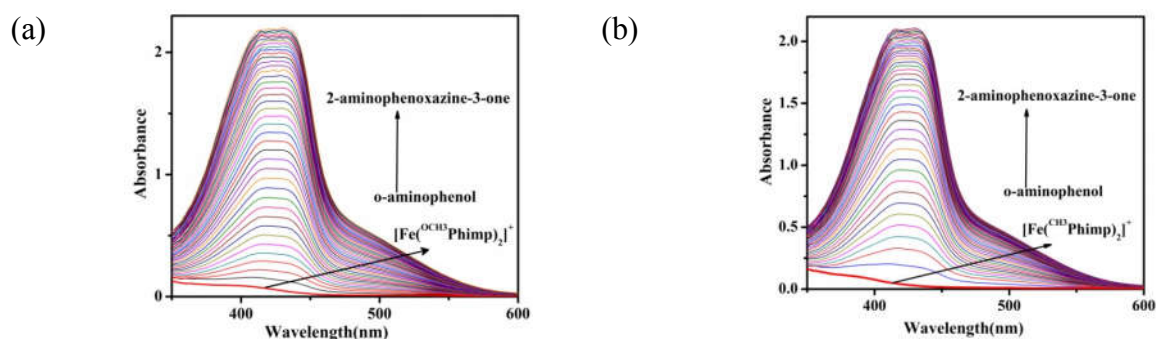 (a)
2
1
0
400
500
600
Absorbance
Wavelength(nm)
2-aminophenoxazine-3-one
o-aminophenol
[Fe(OCH3Phimp)2]+
(b)
2.0
1.5
1.0
0.5
0.0
400
500
600
Absorbance
Wavelength(nm)
2-aminophenoxazine-3-one
o-aminophenol
[Fe(CH3Phimp)2]+